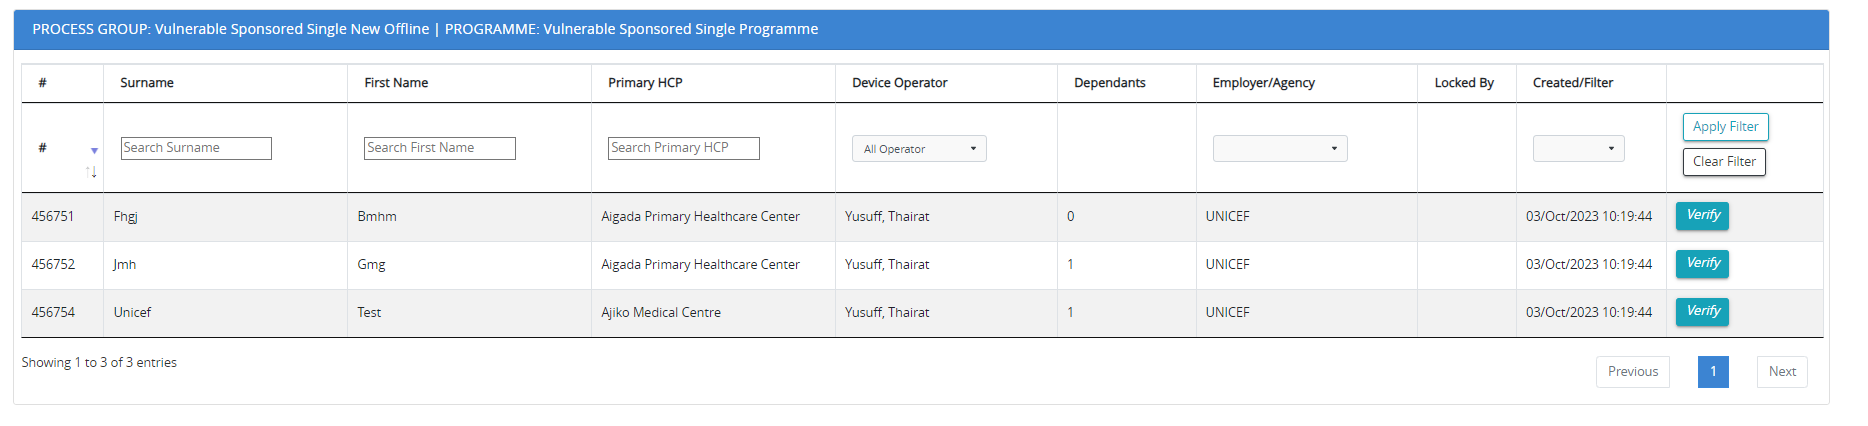 PROCESS GROUP: Vulnerable Sponsored Single New Offline | PROGRAMME: Vulnerable Sponsored Single Programme
# Surname First Name Primary HCP Device Operator Dependants Employer/Agency Locked By Created/Filter
# Search Surname Search First Name Search Primary HCP All Operator Apply Filter
Clear Filter
456751 Fhgj Bmhm Aigada Primary Healthcare Center Yusuff, Thairat 0 UNICEF 03/Oct/2023 10:19:44 Verify
456752 Jmh Gmg Aigada Primary Healthcare Center Yusuff, Thairat 1 UNICEF 03/Oct/2023 10:19:44 Verify
456754 Unicef Test Ajiko Medical Centre Yusuff, Thairat 1 UNICEF 03/Oct/2023 10:19:44 Verify
Showing 1 to 3 of 3 entries
Previous 1 Next